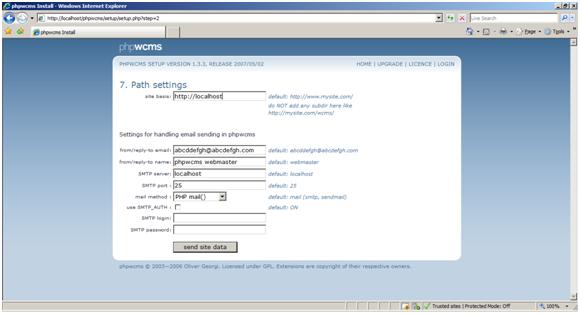 phpwcms Install - Windows Internet Explorer
http://localhost/phpwcms/setup/setup.php?step=2
Live Search
phpwcms Install
Page
Tools
phpwcms
PHPWCMS SETUP VERSION 1.3.3, RELEASE 2007/05/02
HOME | UPGRADE | LICENCE | LOGIN
7. Path settings
site basis: http://localhost default: http://www.mysite.com/
do NOT add any subdir here like
http://mysite.com/wcms/
Settings for handling email sending in phpwcms
from/reply-to email: abcddefgh@abcdefgh.com default: abcddefgh@abcdefgh.com
from/reply-to name: phpwcms webmaster default: webmaster
SMTP server: localhost default: localhost
SMTP port : 25 default: 25
mail method : PHP mail() default: mail (smtp, sendmail)
use SMTP_AUTH : default: ON
SMTP login:
SMTP password:
send site data
phpwcms © 2003—2006 Oliver Georgi. Licensed under GPL. Extensions are copyright of their respective owners.
Trusted sites | Protected Mode: Off
100%